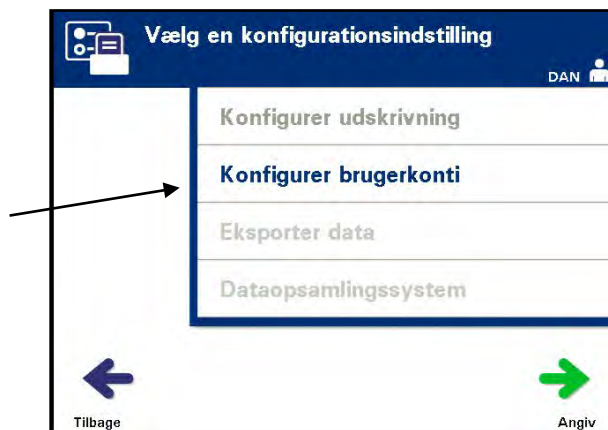 Vælg en konfigurationsindstilling
DAN
Konfigurer udskrivning
Konfigurer brugerkonti
Eksporter data
Dataopsamlingssystem
Tilbage
Angiv